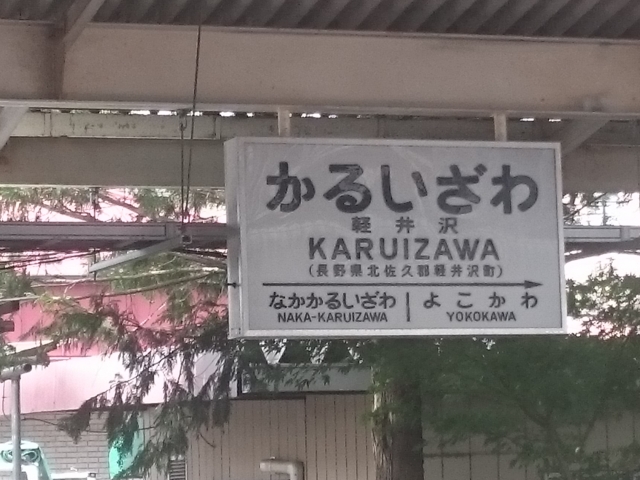 かるいざわ
軽井沢
KARUIZAWA
(長野県北佐久郡軽井沢町)
なかかるいざわ よこかわ
NAKA-KARUIZAWA YOKOKAWA